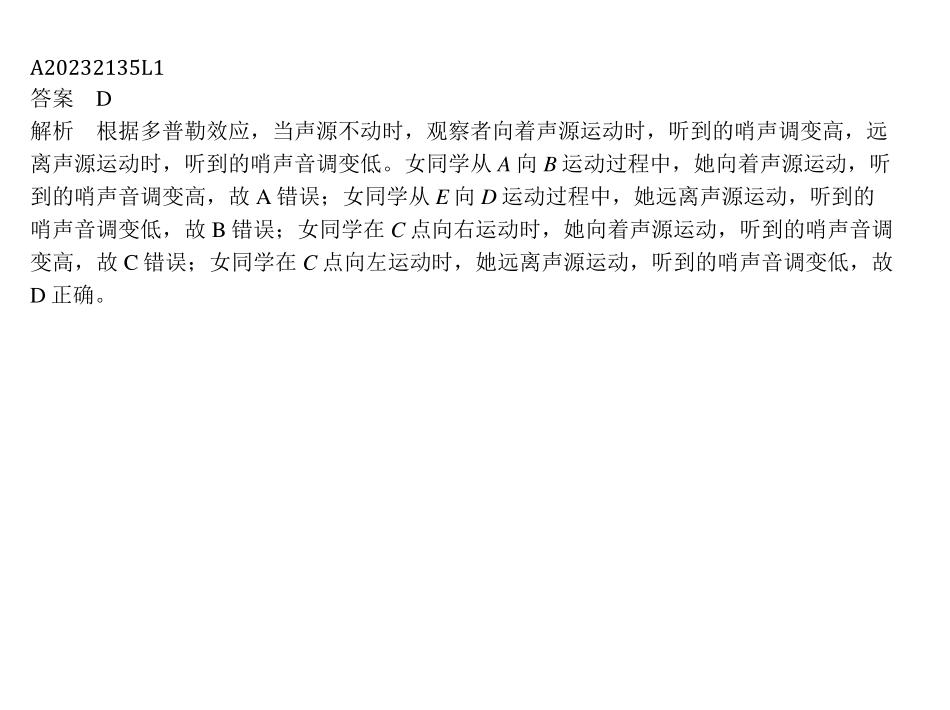 A20232135L1
答案 D
解析 根据多普勒效应，当声源不动时，观察者向着声源运动时，听到的哨声调变高，远
离声源运动时，听到的哨声音调变低。女同学从 A 向 B 运动过程中，她向着声源运动，听
到的哨声音调变高，故 A 错误；女同学从 E 向 D 运动过程中，她远离声源运动，听到的
哨声音调变低，故 B 错误；女同学在 C 点向右运动时，她向着声源运动，听到的哨声音调
变高，故 C 错误；女同学在 C 点向左运动时，她远离声源运动，听到的哨声音调变低，故
D 正确。